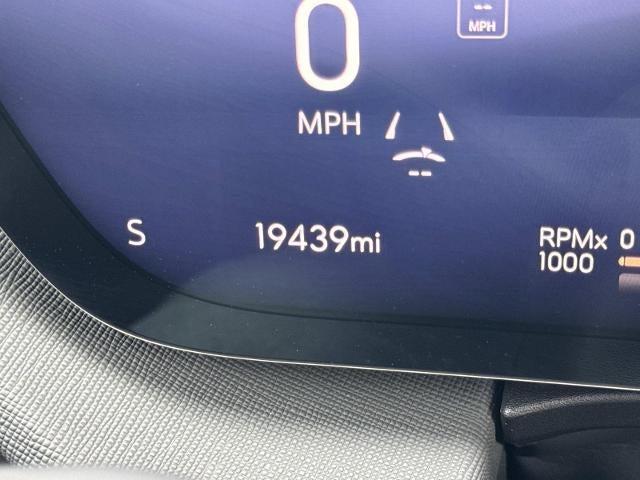 0
--
MPH
MPH
--
S
19439mi
RPMx 0
1000